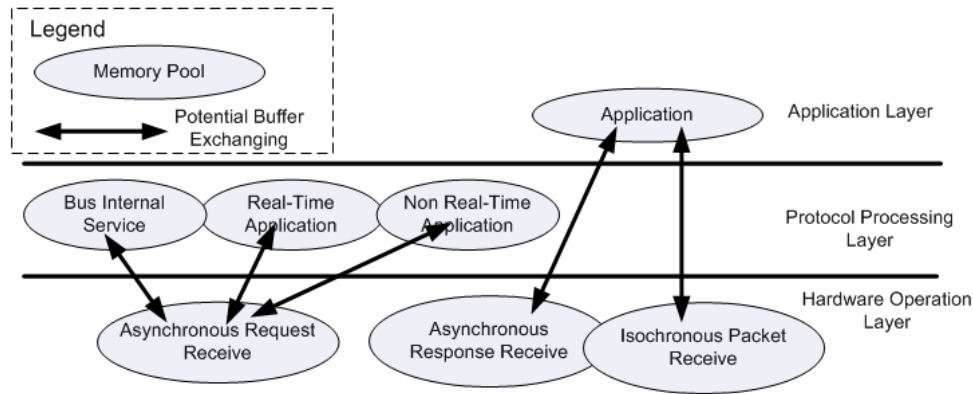 Legend
Memory Pool
Potential Buffer
Exchanging
Application
Application Layer
Bus Internal
Service
Real-Time
Application
Non Real-Time
Application
Protocol Processing
Layer
Hardware Operation
Layer
Asynchronous Request
Receive
Asynchronous
Response Receive
Isochronous Packet
Receive